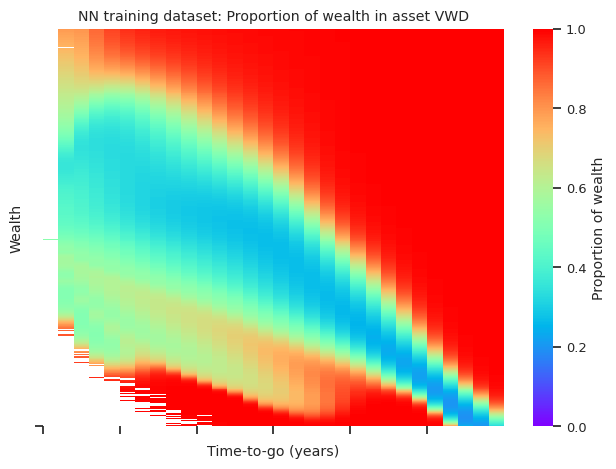 NN training dataset: Proportion of wealth in asset VWD
Wealth
Time-to-go (years)
1.0
0.8
0.6
0.4
0.2
0.0
Proportion of wealth